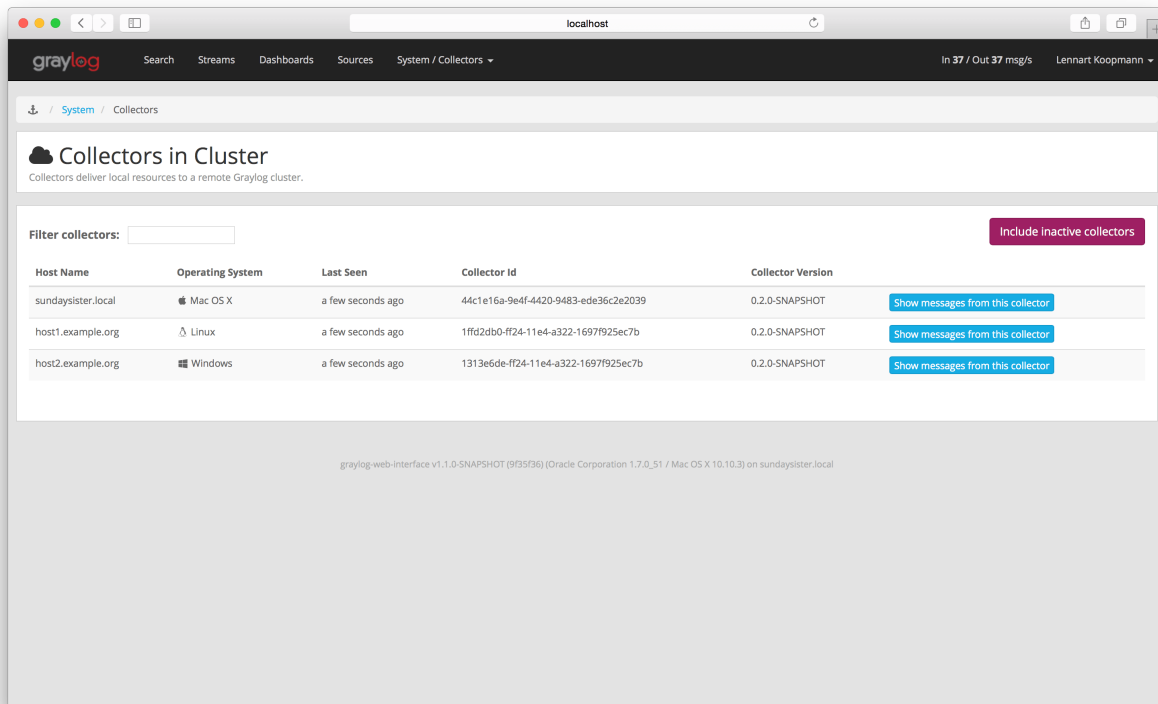 localhost
graylog Search Streams Dashboards Sources System / Collectors In 37 / Out 37 msg/s Lennart Koopmann
/ System / Collectors
Collectors in Cluster
Collectors deliver local resources to a remote Graylog cluster.
Filter collectors: Include inactive collectors
Host Name Operating System Last Seen Collector Id Collector Version
sundaysister.local Mac OS X a few seconds ago 44c1e16a-9e4f-4420-9483-ede36c2e2039 0.2.0-SNAPSHOT Show messages from this collector
host1.example.org Linux a few seconds ago 1ffd2db0-ff24-11e4-a322-1697f925ec7b 0.2.0-SNAPSHOT Show messages from this collector
host2.example.org Windows a few seconds ago 1313e6de-ff24-11e4-a322-1697f925ec7b 0.2.0-SNAPSHOT Show messages from this collector
graylog-web-interface v1.1.0-SNAPSHOT (9f35f36) (Oracle Corporation 1.7.0_51 / Mac OS X 10.10.3) on sundaysister.local